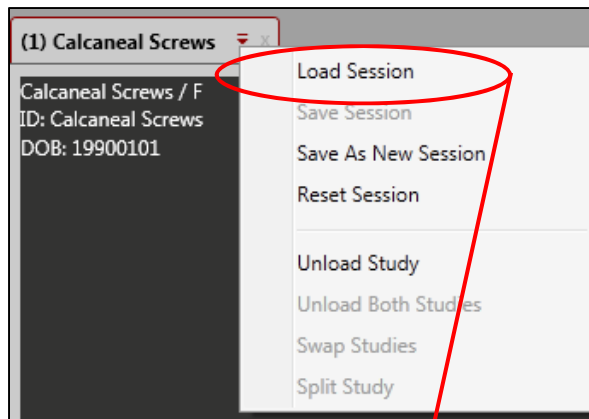 (1) Calcaneal Screws x
Calcaneal Screws / F
ID: Calcaneal Screws
DOB: 19900101
Load Session
Save Session
Save As New Session
Reset Session
Unload Study
Unload Both Studies
Swap Studies
Split Study